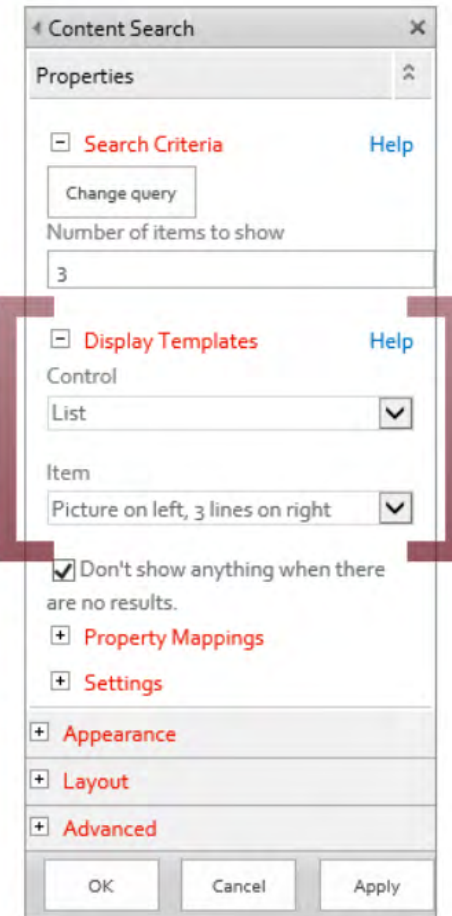 Content Search
Properties
Search Criteria
Help
Change query
Number of items to show
3
Display Templates
Help
Control
List
Item
Picture on left, 3 lines on right
Don't show anything when there
are no results.
Property Mappings
Settings
Appearance
Layout
Advanced
OK
Cancel
Apply